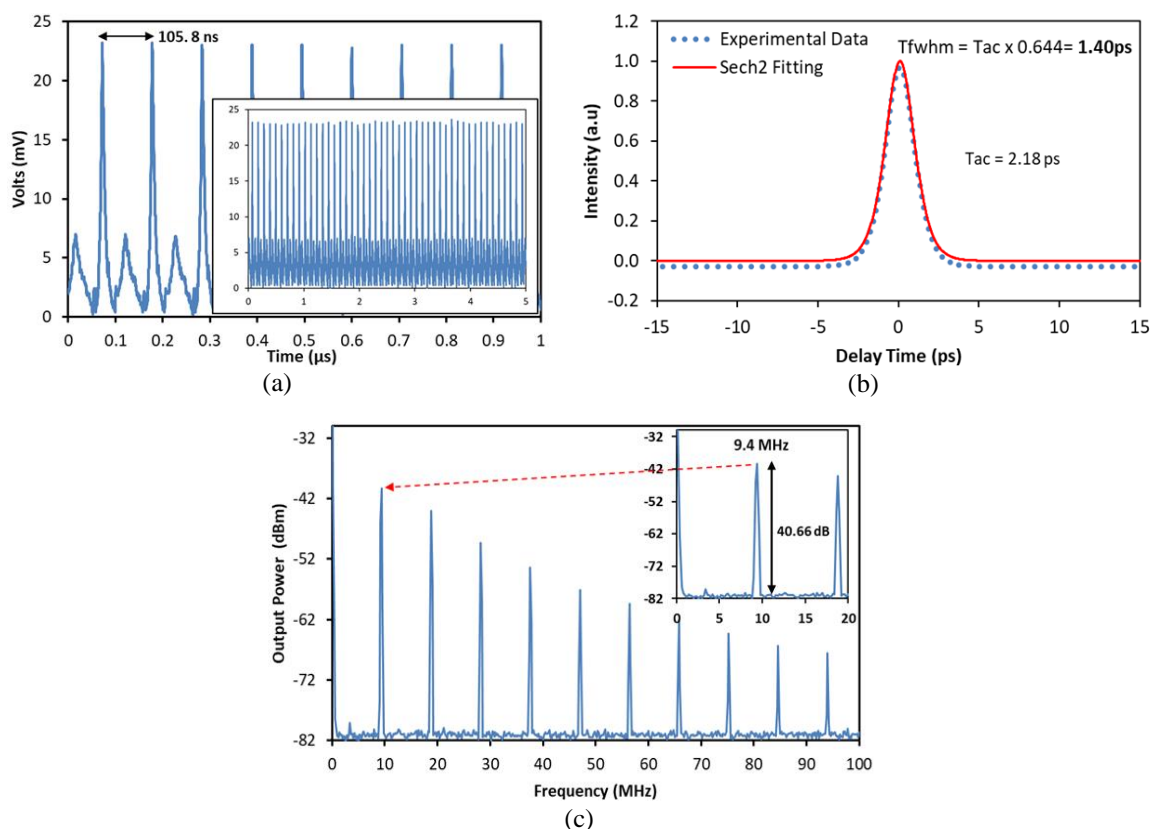 25
20
15
10
5
0
Volts (mV)
105. 8 ns
25
20
15
10
5
0
0 1 2 3 4 5
0 0.1 0.2 0.3 0.4 0.5 0.6 0.7 0.8 0.9 1
Time (μs)
(a)
1.2
1.0
0.8
0.6
0.4
0.2
0.0
-0.2
Intensity (a.u)
Experimental Data
Sech2 Fitting
Tfwhm = Tac x 0.644= 1.40ps
Tac = 2.18 ps
-15 -10 -5 0 5 10 15
Delay Time (ps)
(b)
-32
-42
-52
-62
-72
-82
Output Power (dBm)
-32
-42
-52
-62
-72
-82
9.4 MHz
40.66 dB
0 5 10 15 20
0 10 20 30 40 50 60 70 80 90 100
Frequency (MHz)
(c)